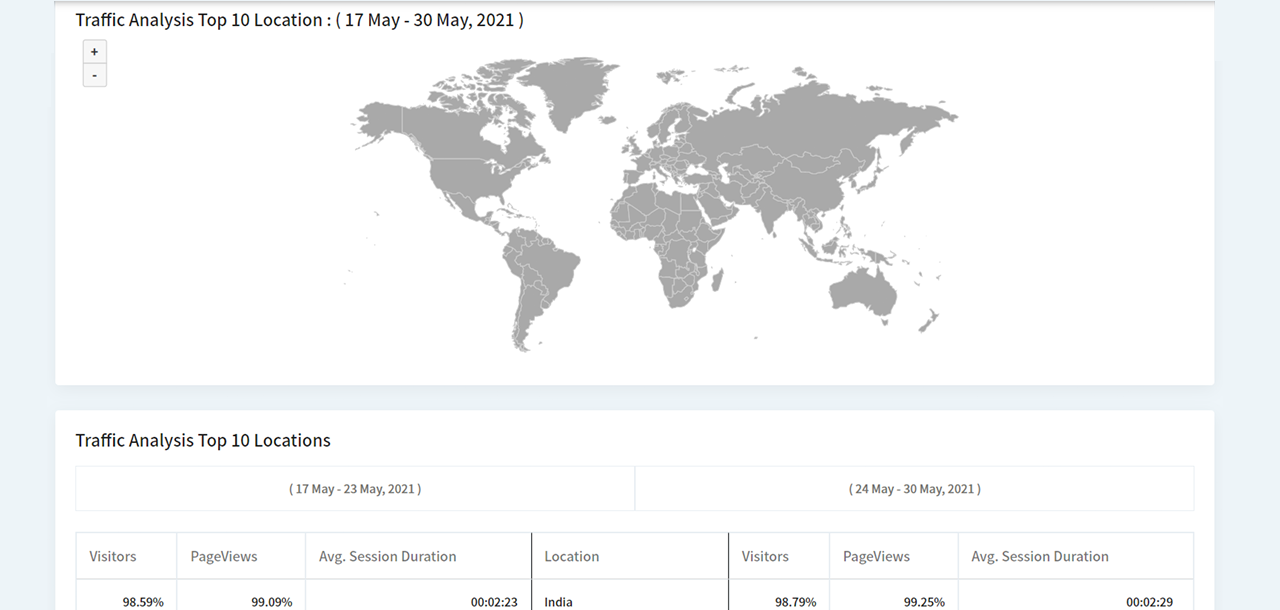 Traffic Analysis Top 10 Location : ( 17 May - 30 May, 2021 )
+
-
Traffic Analysis Top 10 Locations
( 17 May - 23 May, 2021 ) ( 24 May - 30 May, 2021 )
Visitors PageViews Avg. Session Duration Location Visitors PageViews Avg. Session Duration
98.59% 99.09% 00:02:23 India 98.79% 99.25% 00:02:29